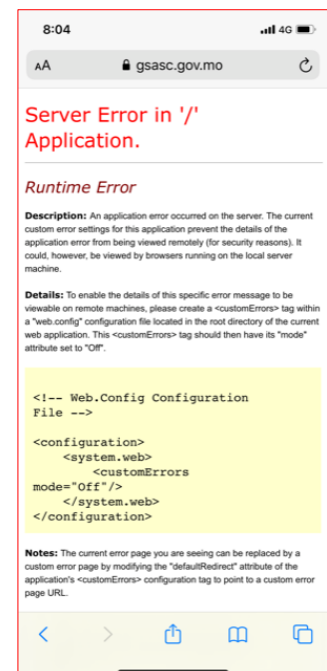 8:04
4G
AA
gsasc.gov.mo
Server Error in '/'
Application.
Runtime Error
Description: An application error occurred on the server. The current
custom error settings for this application prevent the details of the
application error from being viewed remotely (for security reasons). It
could, however, be viewed by browsers running on the local server
machine.
Details: To enable the details of this specific error message to be
viewable on remote machines, please create a <customErrors> tag within
a "web.config" configuration file located in the root directory of the current
web application. This <customErrors> tag should then have its "mode"
attribute set to "Off".
<!-- Web.Config Configuration
File -->
<configuration>
<system.web>
<customErrors
mode="Off"/>
</system.web>
</configuration>
Notes: The current error page you are seeing can be replaced by a
custom error page by modifying the "defaultRedirect" attribute of the
application's <customErrors> configuration tag to point to a custom error
page URL.